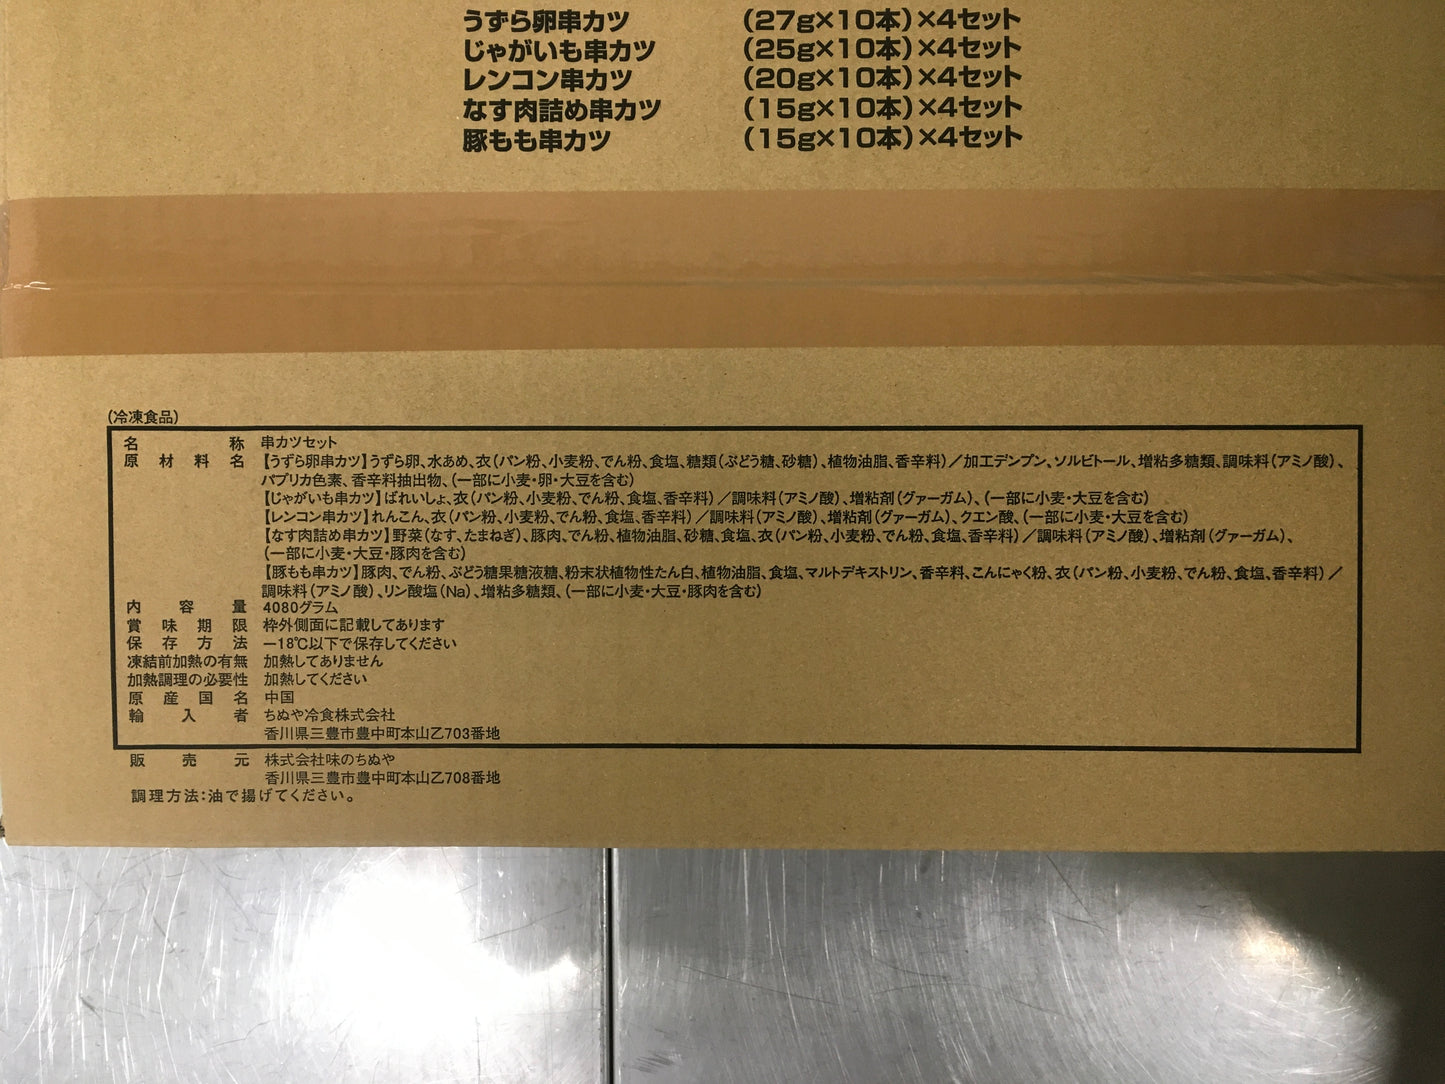 うずら卵串カツ (27g×10本)×4セット
じゃがいも串カツ (25g×10本)×4セット
レンコン串カツ (20g×10本)×4セット
なす肉詰め串カツ (15g×10本)×4セット
豚もも串カツ (15g×10本)×4セット
(冷凍食品)
名称 串カツセット
原材料名 【うずら卵串カツ】うずら卵、水あめ、衣(パン粉、小麦粉、でん粉、食塩、糖類(ぶどう糖、砂糖)、植物油脂、香辛料)/加工デンプン、ソルビトール、増粘多糖類、調味料(アミノ酸)、
パプリカ色素、香辛料抽出物、(一部に小麦・卵・大豆を含む)
【じゃがいも串カツ】ばれいしょ、衣(パン粉、小麦粉、でん粉、食塩、香辛料)/調味料(アミノ酸)、増粘剤(グァーガム)、(一部に小麦・大豆を含む)
【レンコン串カツ】れんこん、衣(パン粉、小麦粉、でん粉、食塩、香辛料)/調味料(アミノ酸)、増粘剤(グァーガム)、クエン酸、(一部に小麦・大豆を含む)
【なす肉詰め串カツ】野菜(なす、たまねぎ)、豚肉、でん粉、植物油脂、砂糖、食塩、衣(パン粉、小麦粉、でん粉、食塩、香辛料)/調味料(アミノ酸)、増粘剤(グァーガム)、
(一部に小麦・大豆・豚肉を含む)
【豚もも串カツ】豚肉、でん粉、ぶどう糖果糖液糖、粉末状植物性たん白、植物油脂、食塩、マルトデキストリン、香辛料、こんにゃく粉、衣(パン粉、小麦粉、でん粉、食塩、香辛料)/
調味料(アミノ酸)、リン酸塩(Na)、増粘多糖類、(一部に小麦・大豆・豚肉を含む)
内容量 4080グラム
賞味期限 枠外側面に記載してあります
保存方法 −18℃以下で保存してください
凍結前加熱の有無 加熱してありません
加熱調理の必要性 加熱してください
原産国名 中国
輸入者 ちぬや冷食株式会社
香川県三豊市豊中町本山乙703番地
販売元 株式会社味のちぬや
香川県三豊市豊中町本山乙708番地
調理方法:油で揚げてください。